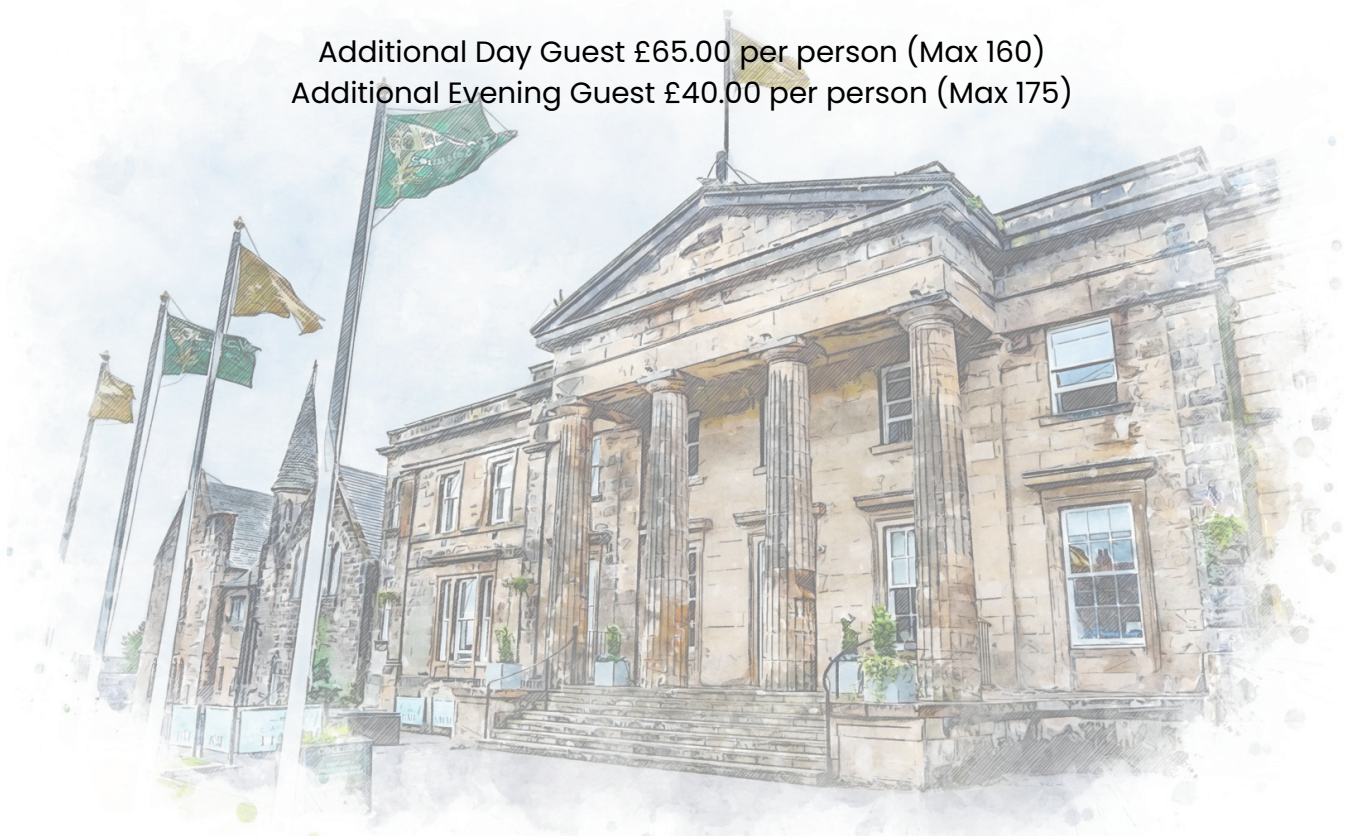 Additional Day Guest £65.00 per person (Max 160)
Additional Evening Guest £40.00 per person (Max 175)